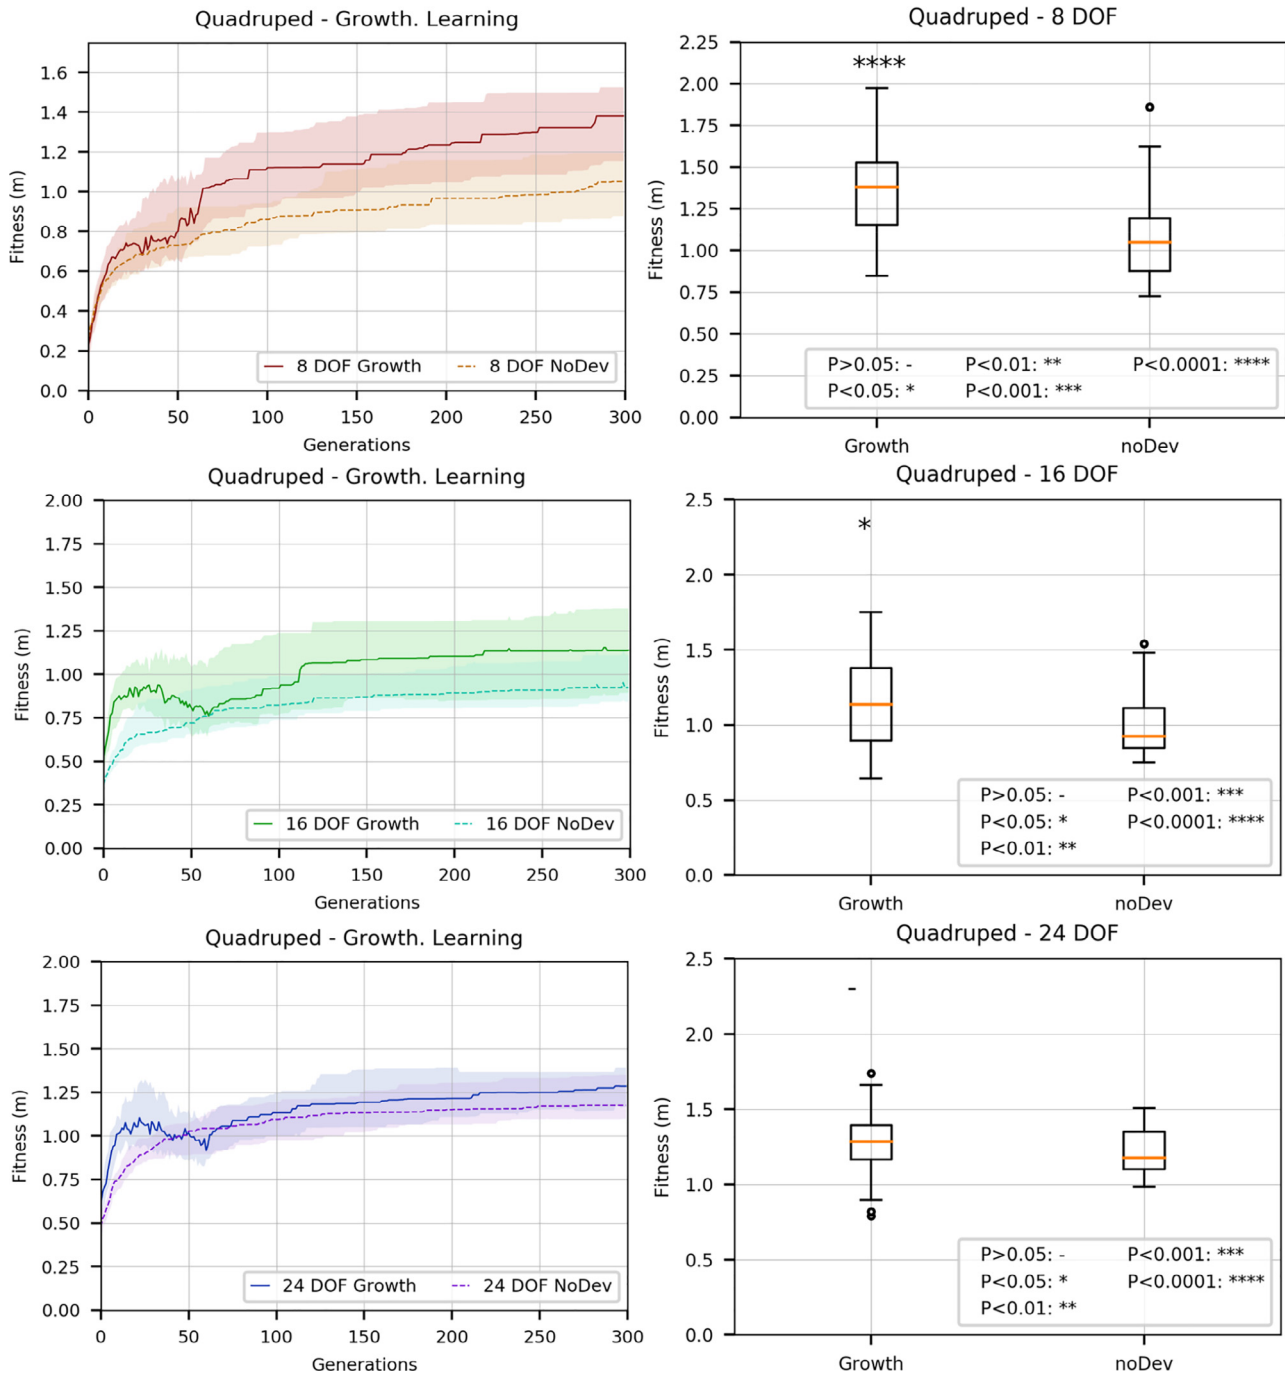 Quadruped - Growth. Learning
Fitness (m)
1.6
1.4
1.2
1.0
0.8
0.6
0.4
0.2
0.0
8 DOF Growth 8 DOF NoDev
0 50 100 150 200 250 300
Generations
Quadruped - 8 DOF
Fitness (m)
2.25
2.00
1.75
1.50
1.25
1.00
0.75
0.50
0.25
0.00
****
P>0.05: - P<0.01: ** P<0.0001: ****
P<0.05: * P<0.001: ***
Growth noDev
Quadruped - Growth. Learning
Fitness (m)
2.00
1.75
1.50
1.25
1.00
0.75
0.50
0.25
0.00
16 DOF Growth 16 DOF NoDev
0 50 100 150 200 250 300
Generations
Quadruped - 16 DOF
Fitness (m)
2.5
2.0
1.5
1.0
0.5
0.0
*
P>0.05: - P<0.001: ***
P<0.05: * P<0.0001: ****
P<0.01: **
Growth noDev
Quadruped - Growth. Learning
Fitness (m)
2.00
1.75
1.50
1.25
1.00
0.75
0.50
0.25
0.00
24 DOF Growth 24 DOF NoDev
0 50 100 150 200 250 300
Generations
Quadruped - 24 DOF
Fitness (m)
2.5
2.0
1.5
1.0
0.5
0.0
-
P>0.05: - P<0.001: ***
P<0.05: * P<0.0001: ****
P<0.01: **
Growth noDev